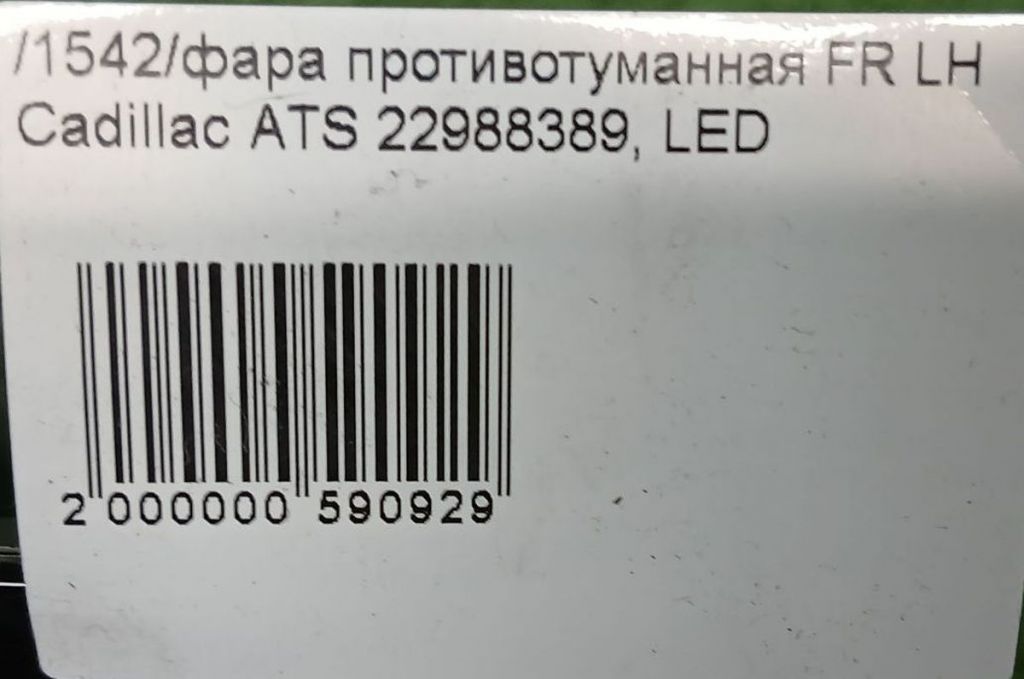 /1542/фара противотуманная FR LH
Cadillac ATS 22988389, LED
2 000000 590929